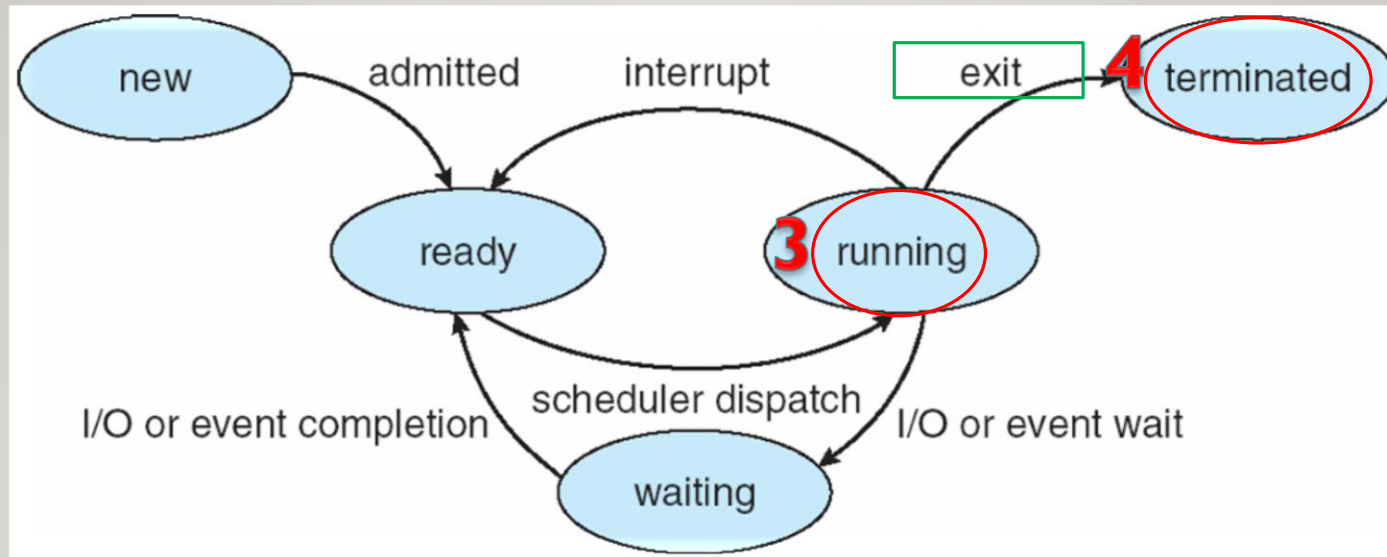 new
admitted
interrupt
exit
4
terminated
ready
3
running
I/O or event completion
scheduler dispatch
I/O or event wait
waiting